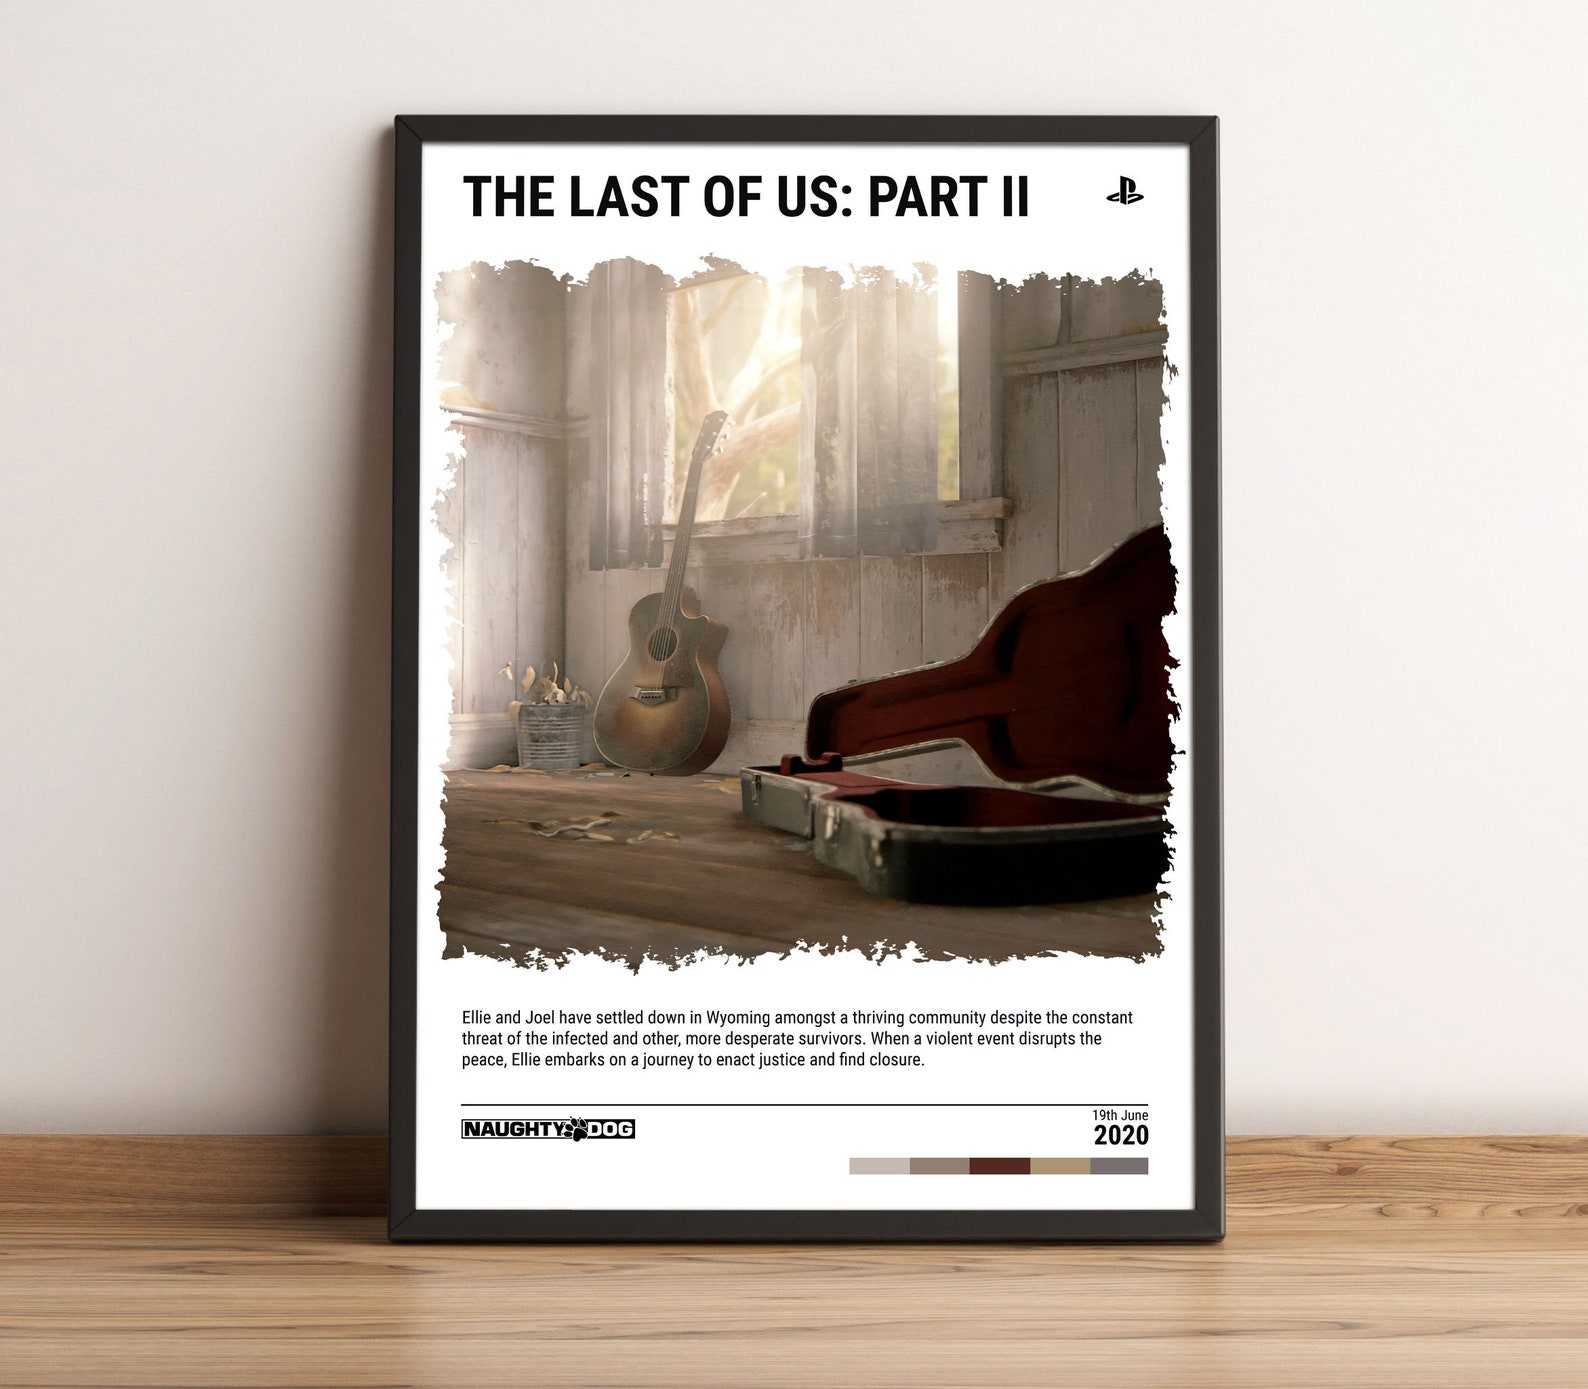 THE LAST OF US: PART II
Ellie and Joel have settled down in Wyoming amongst a thriving community despite the constant
threat of the infected and other, more desperate survivors. When a violent event disrupts the
peace, Ellie embarks on a journey to enact justice and find closure.
NAUGHTY DOG
19th June
2020